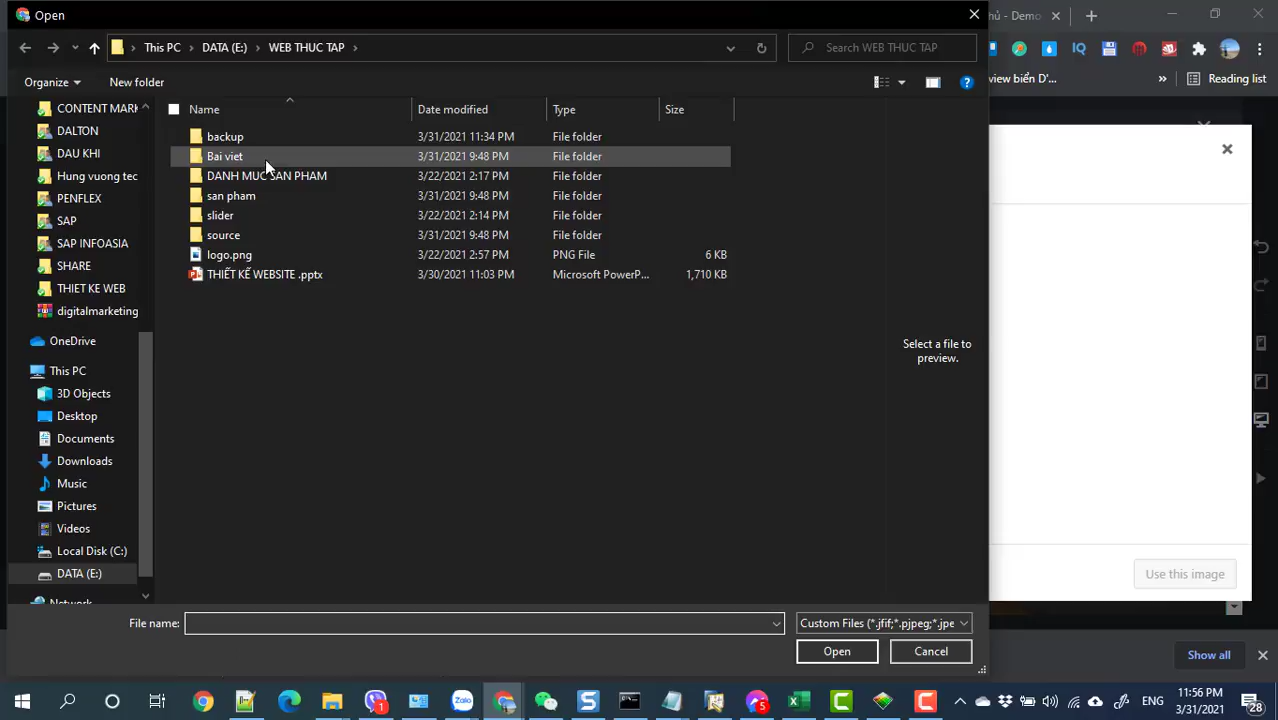 Open
hủ - Demo
This PC DATA (E:) WEB THUC TAP
Search WEB THUC TAP
view biển D'...
Reading list
Organize
New folder
Name
Date modified
Type
Size
CONTENT MARK
DALTON
DAU KHI
Hung vuong tec
PENFLEX
SAP
SAP INFOASIA
SHARE
THIET KE WEB
digitalmarketing
OneDrive
This PC
3D Objects
Desktop
Documents
Downloads
Music
Pictures
Videos
Local Disk (C:)
DATA (E:)
Network
backup 3/31/2021 11:34 PM File folder
Bai viet 3/31/2021 9:48 PM File folder
DANH MUC SAN PHAM 3/22/2021 2:17 PM File folder
san pham 3/31/2021 9:48 PM File folder
slider 3/22/2021 2:14 PM File folder
source 3/31/2021 9:48 PM File folder
logo.png 3/22/2021 2:57 PM PNG File 6 KB
THIẾT KẾ WEBSITE .pptx 3/30/2021 11:03 PM Microsoft PowerP... 1,710 KB
Select a file to
preview.
Use this image
File name:
Custom Files (*.jfif;*.pjpeg;*.jpe
Open
Cancel
Show all
ENG
11:56 PM
3/31/2021
28
1
5
IQ